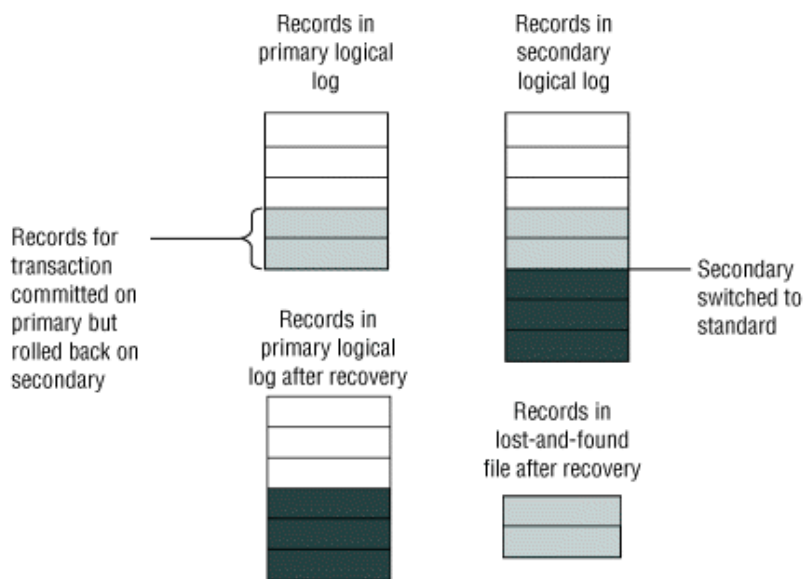 Records in
primary logical
log
Records in
secondary
logical log
Records for
transaction
committed on
primary but
rolled back on
secondary
Secondary
switched to
standard
Records in
primary logical
log after recovery
Records in
lost-and-found
file after recovery